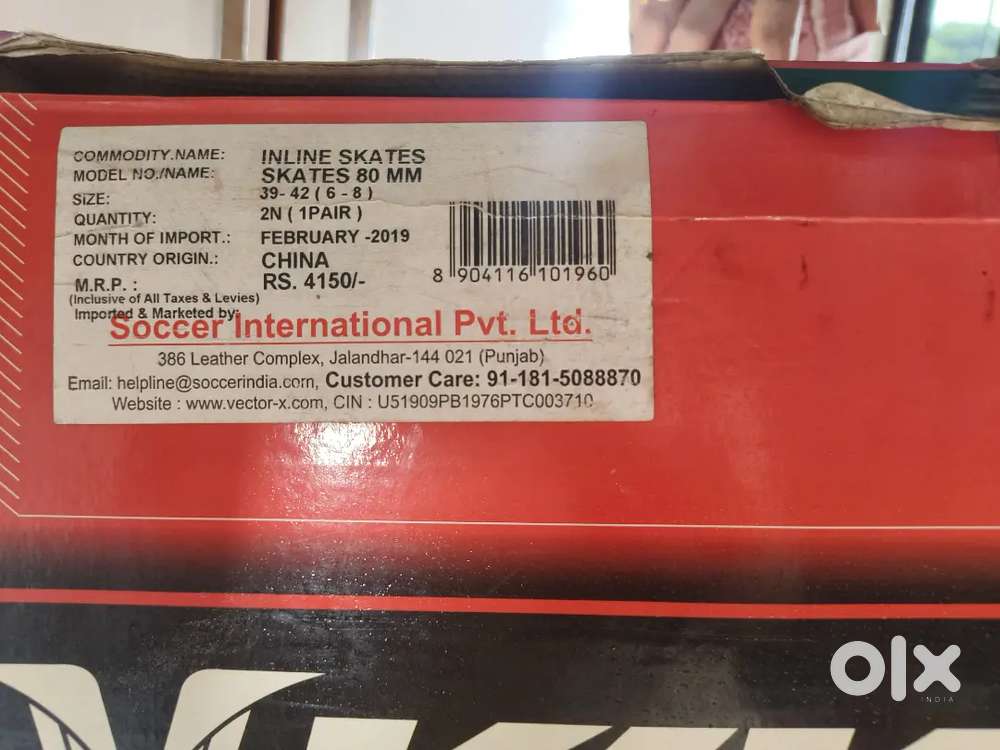 COMMODITY.NAME: INLINE SKATES
MODEL NO./NAME: SKATES 80 MM
SIZE: 39- 42 ( 6 - 8 )
QUANTITY: 2N ( 1PAIR )
MONTH OF IMPORT.: FEBRUARY -2019
COUNTRY ORIGIN.: CHINA
M.R.P. : RS. 4150/-
(Inclusive of All Taxes & Levies)
8 904116 101960
Imported & Marketed by:
Soccer International Pvt. Ltd.
386 Leather Complex, Jalandhar-144 021 (Punjab)
Email: helpline@soccerindia.com, Customer Care: 91-181-5088870
Website : www.vector-x.com, CIN : U51909PB1976PTC003710
olx
INDIA